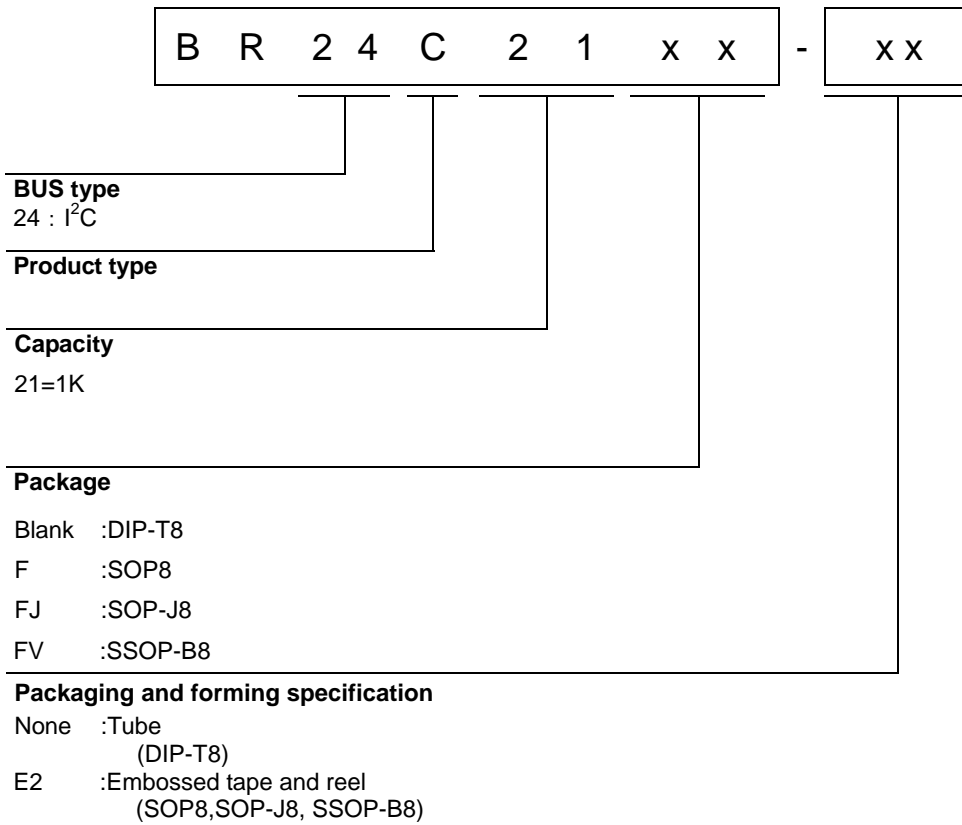 B R 2 4 C 2 1 x x - x x
BUS type
24 : I²C
Product type
Capacity
21=1K
Package
Blank :DIP-T8
F :SOP8
FJ :SOP-J8
FV :SSOP-B8
Packaging and forming specification
None :Tube
(DIP-T8)
E2 :Embossed tape and reel
(SOP8,SOP-J8, SSOP-B8)